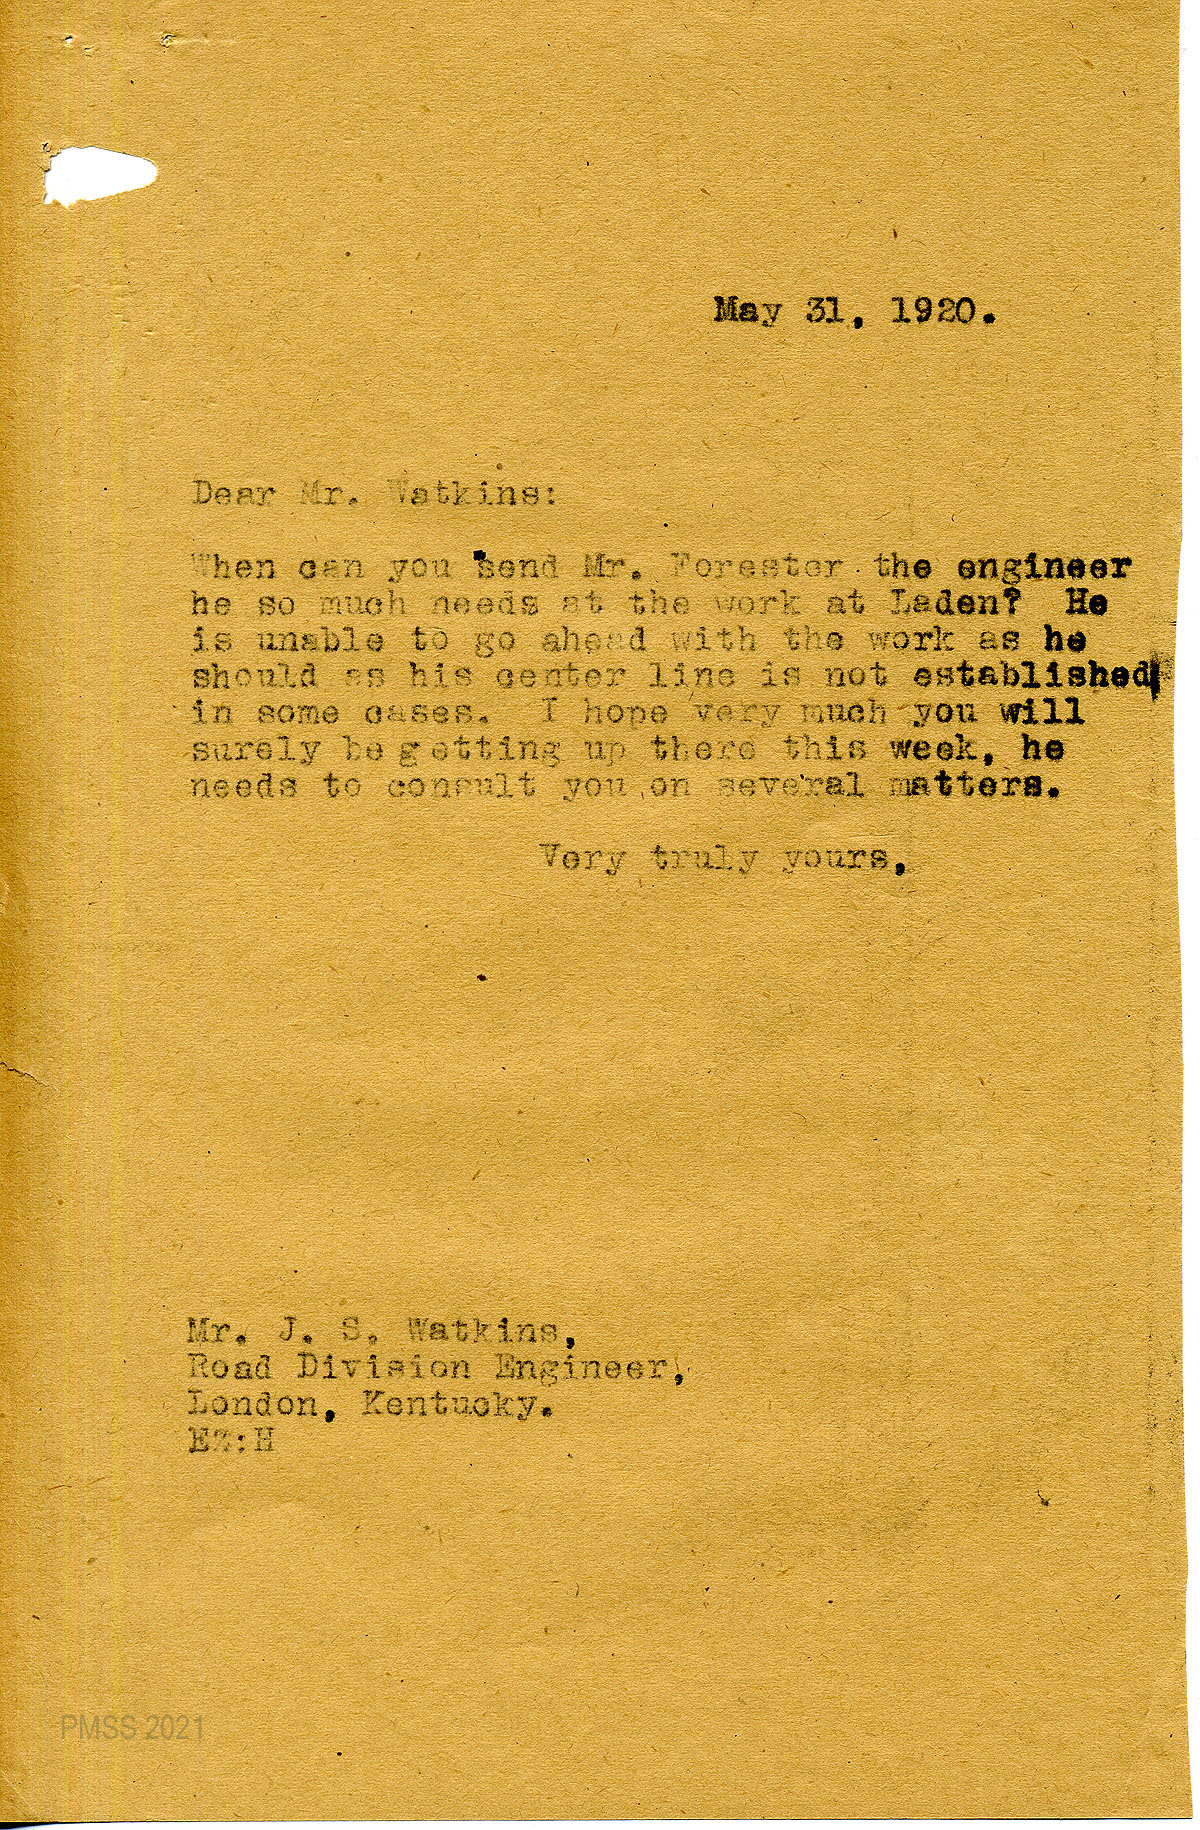 May 31, 1920.
Dear Mr. Watkins:
When can you send Mr. Forester the engineer
he so much needs at the work at Laden? He
is unable to go ahead with the work as he
should as his center line is not established
in some cases. I hope very much you will
surely be getting up there this week, he
needs to consult you on several matters.
Very truly yours,
Mr. J. S. Watkins,
Road Division Engineer,
London, Kentucky.
EZ:H
PMSS 2021